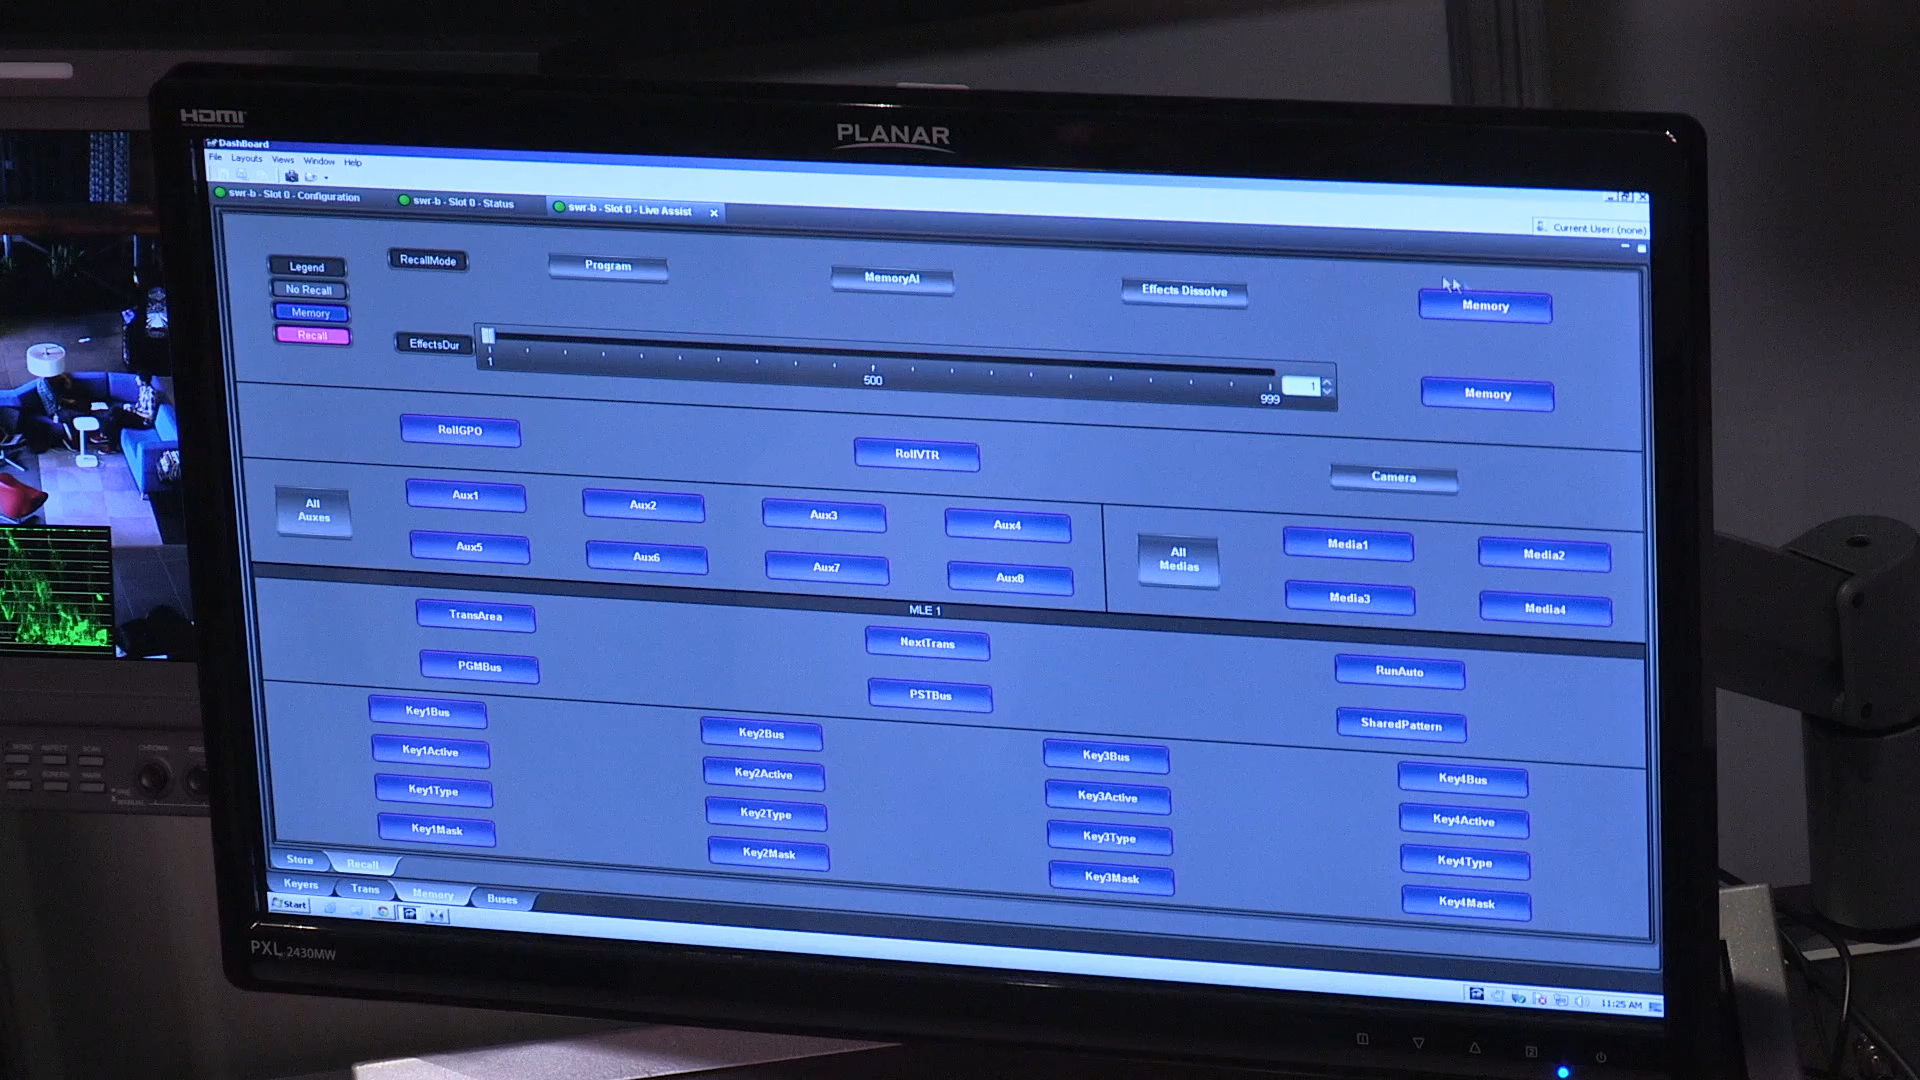 HDMI
PLANAR
DashBoard
File Layouts Views Window Help
swr-b - Slot 0 - Configuration
swr-b - Slot 0 - Status
swr-b - Slot 0 - Live Assist
Current User: (none)
Legend
No Recall
Memory
Recall
RecallMode
Program
MemoryAI
Effects Dissolve
Memory
EffectsDur
1
500
999
1
Memory
RollGPO
RollVTR
Camera
All
Auxes
Aux1
Aux2
Aux3
Aux4
Aux5
Aux6
Aux7
Aux8
All
Medias
Media1
Media2
Media3
Media4
MLE 1
TransArea
NextTrans
RunAuto
PGMBus
PSTBus
SharedPattern
Key1Bus
Key1Active
Key1Type
Key1Mask
Key2Bus
Key2Active
Key2Type
Key2Mask
Key3Bus
Key3Active
Key3Type
Key3Mask
Key4Bus
Key4Active
Key4Type
Key4Mask
Store
Recall
Keyers
Trans
Memory
Buses
Start
11:25 AM
PXL 2430MW